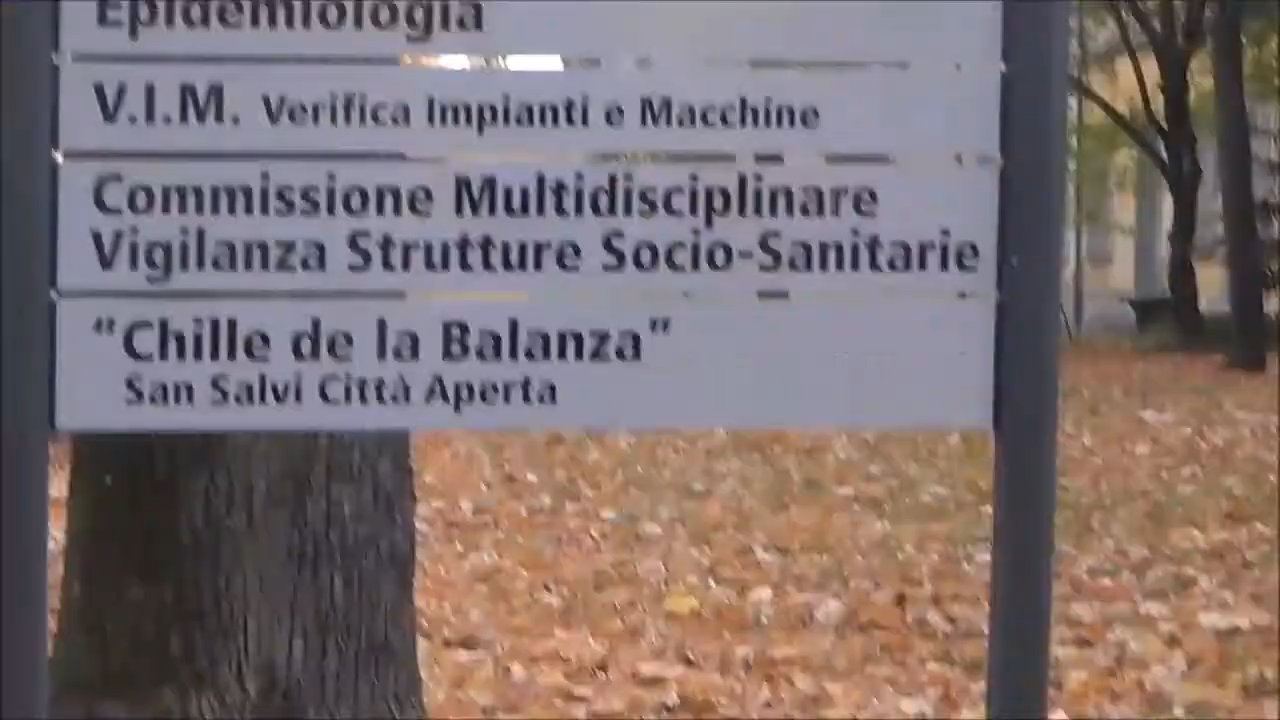 Epidemiologia
V.I.M. Verifica Impianti e Macchine
Commissione Multidisciplinare
Vigilanza Strutture Socio-Sanitarie
"Chille de la Balanza"
San Salvi Città Aperta